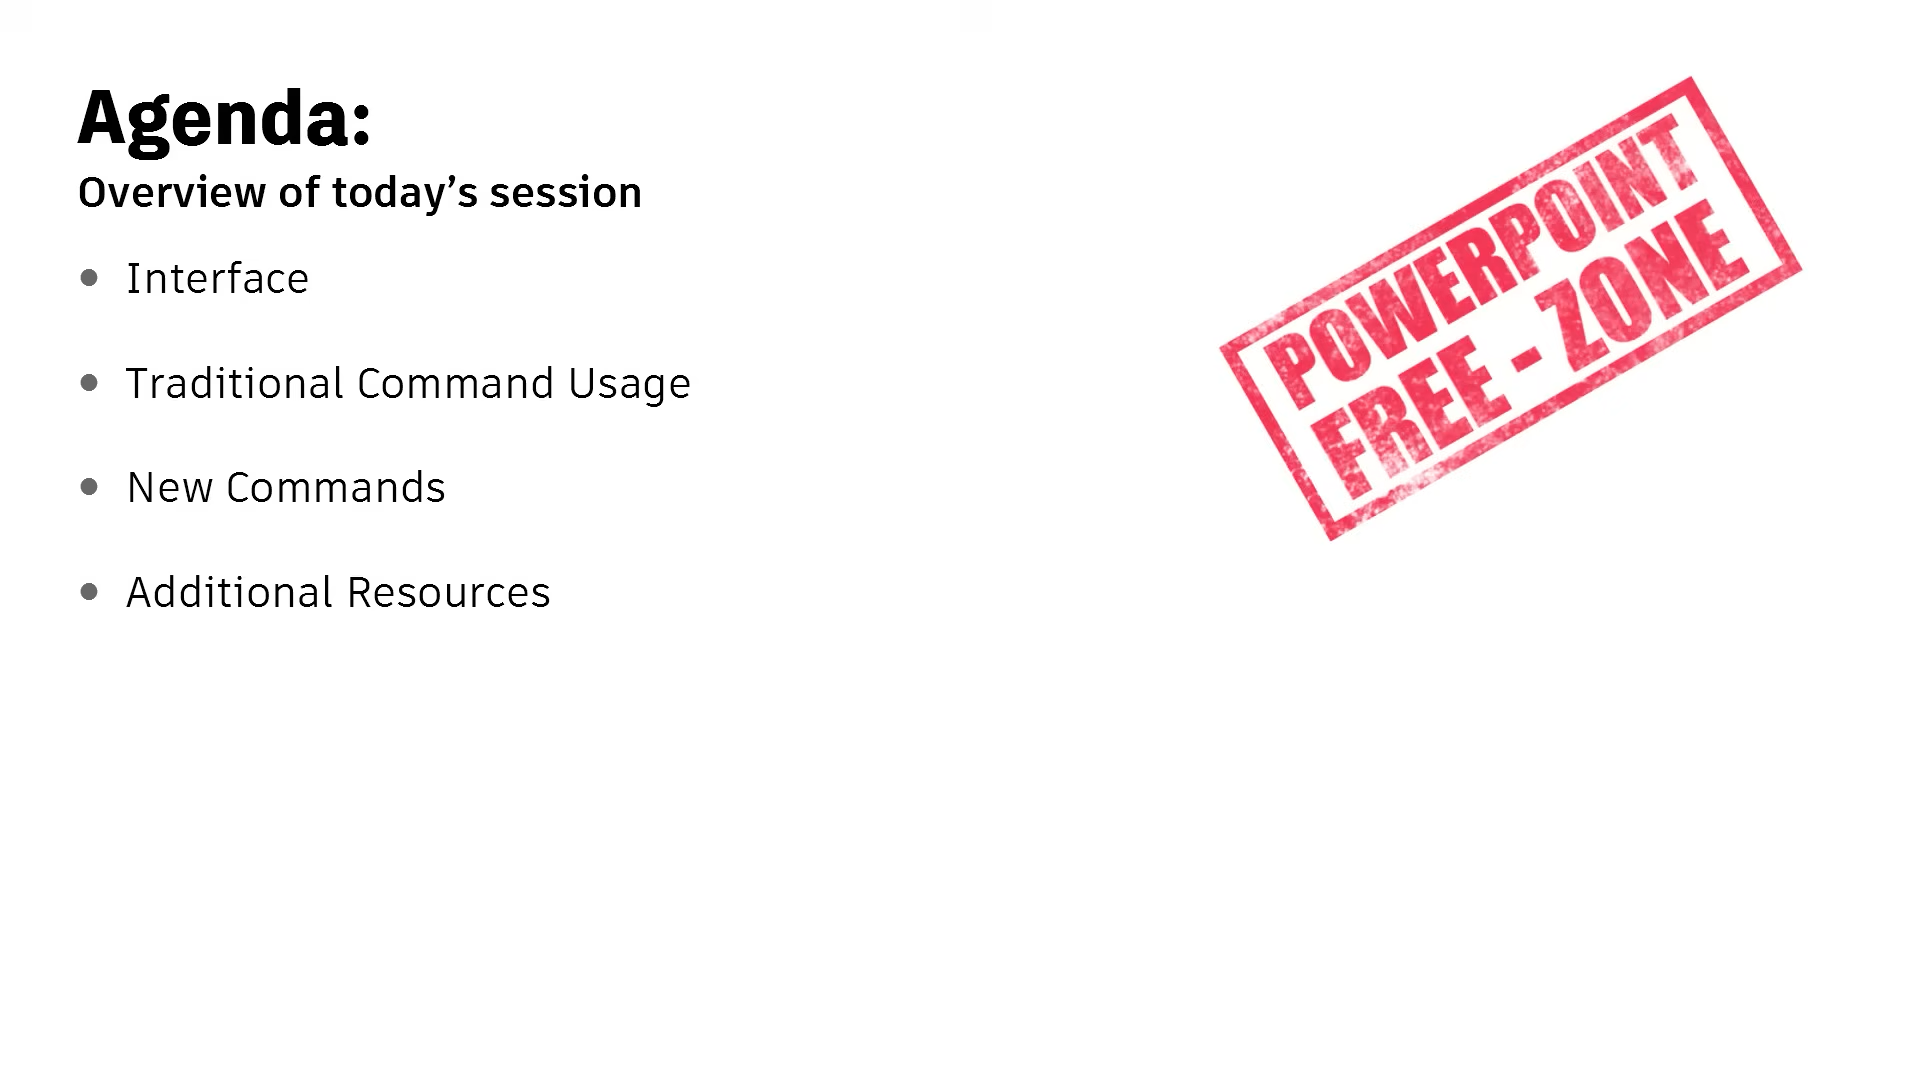 Agenda:
Overview of today’s session
• Interface
• Traditional Command Usage
• New Commands
• Additional Resources
POWERPOINT
FREE - ZONE